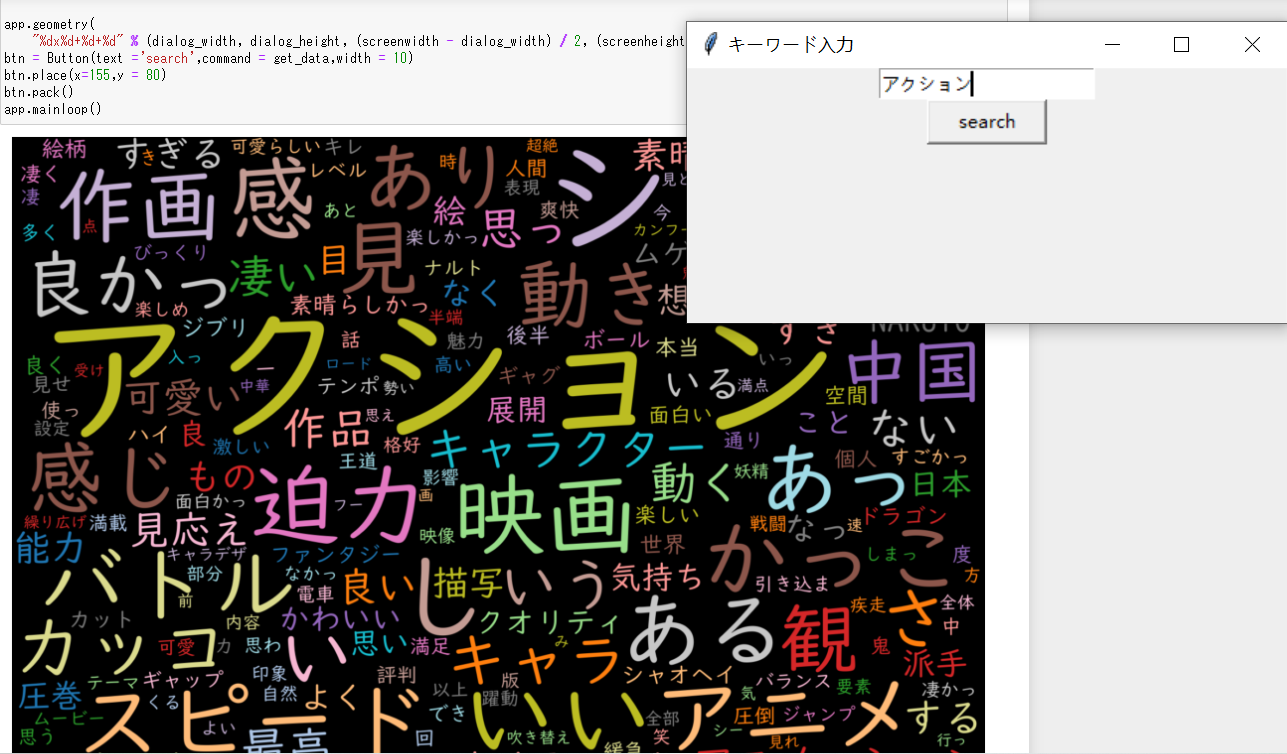 app.geometry(
"%dx%d+%d+%d" % (dialog_width, dialog_height, (screenwidth - dialog_width) / 2, (screenheight
btn = Button(text ='search',command = get_data,width = 10)
btn.place(x=155,y = 80)
btn.pack()
app.mainloop()
キーワード入力
アクション
search
絵柄 すぎる 可愛らしい キレ 超絶 素晴
凄く 作画 感 レベル あり 時 人間 シ 見と
凄 多く 点 あと 絵 表現 爽快 今
びっくり 見 楽しかっ 思っ カンフー
良かっ 凄い 目 ナルト 動き ムゲ
楽しめ 素晴らしかっ なく 想
ジブリ 半端 魅力 後半 ボール 本当 すぎ NARUTO
アクション
良く 受け 入っ 話 ロード 高い いっ 中国
見せ 可愛い 中華 テンポ 勢い ギャグ いる 満点 空間
使っ 設定 ハイ 良 作品 思え 展開 面白い こと ない
激しい 格好 キャラクター 通り
感じ もの 王道 影響 動く 妖精 あっ 個人 すごかっ
面白かっ 迫力 フー 画 映画 楽しい 日本
繰り広げ 満載 見応え 映像 戦闘 なっ 速 ドラゴン
能力 キャラデザ ファンタジー 世界 かっこ しまっ 度
バトル 部分 なかっ 電車 良い し 描写 いう 気持ち 引き込ま 方
前 カット 内容 かわいい クオリティ ある 観 疾走 さ 全体
カッコ 可愛 カ 思わ い 思い 満足 み キャラ 鬼 中 派手
テーマ ギャップ 印象 評判 版 シャオヘイ バランス
圧巻 くる 自然 よく 以上 躍動 いい 気 要素 凄かっ
ムービー スピード でき 全部 アニメ 圧倒 ジャンプ する
思う よい 最高 回 吹き替え 笑 シー 見れ 行っ
緩急